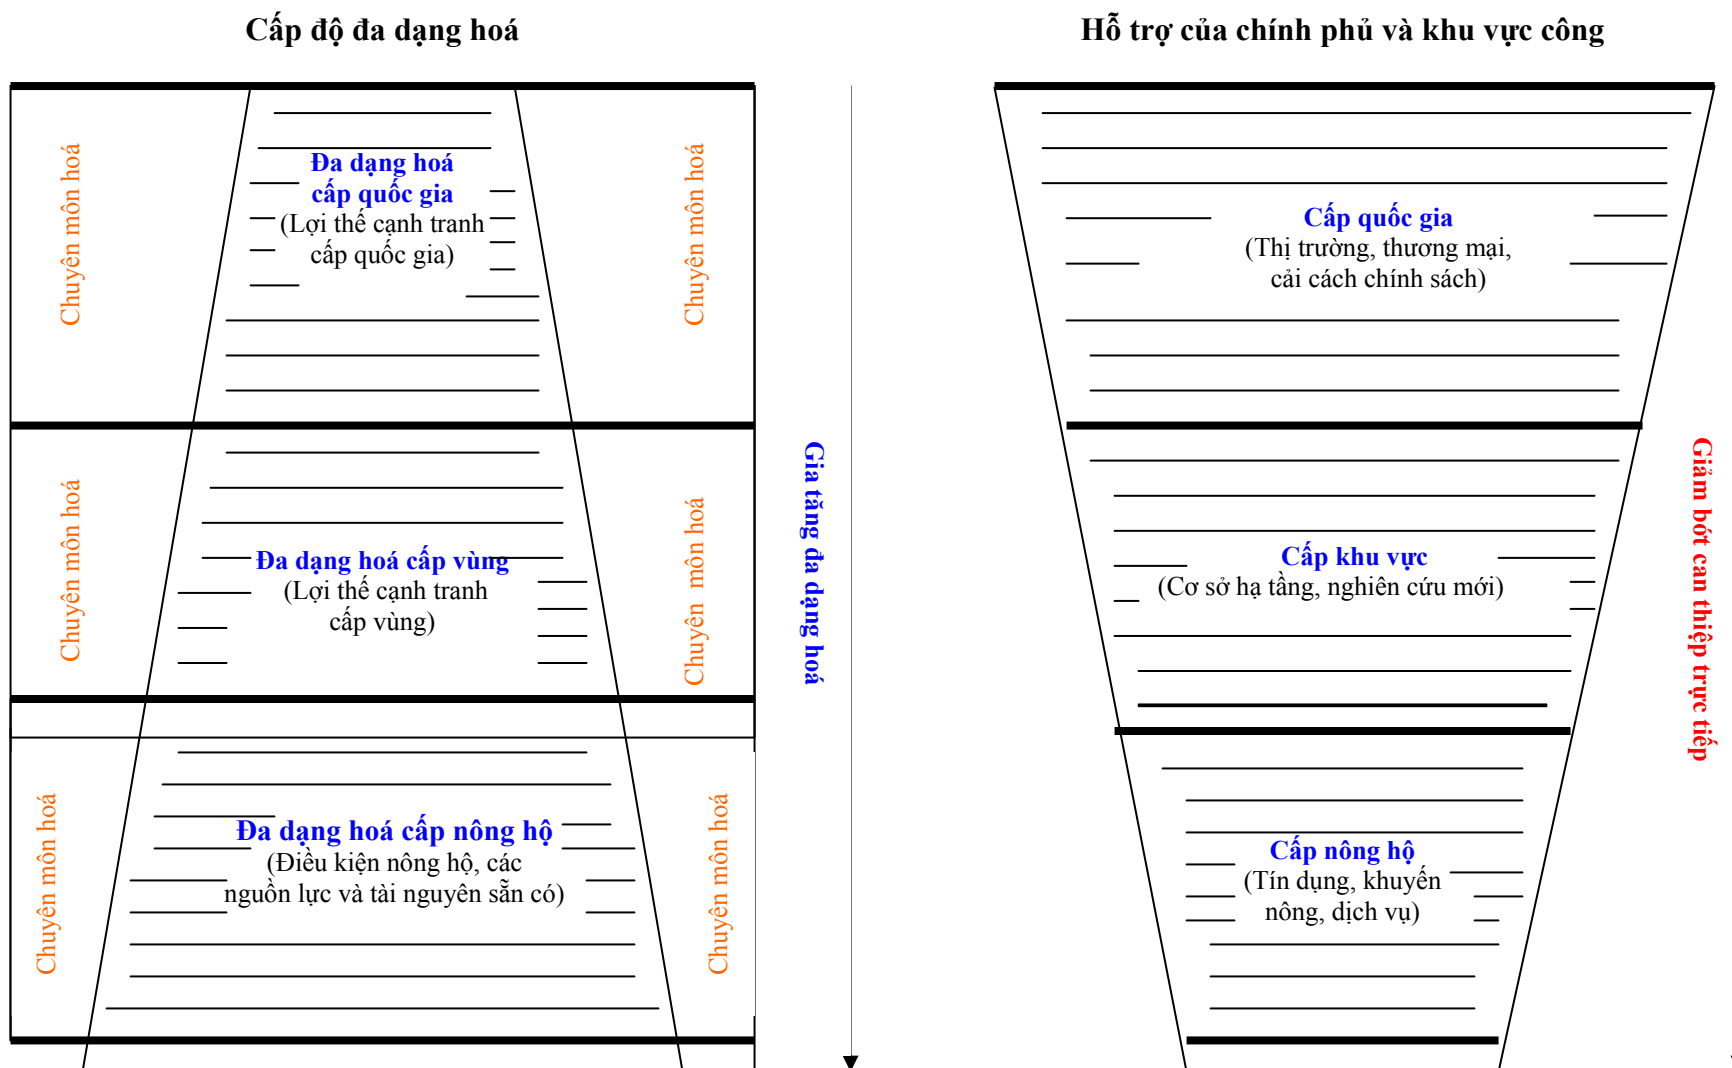 Cấp độ đa dạng hoá
Hỗ trợ của chính phủ và khu vực công
Chuyên môn hoá
Đa dạng hoá
cấp quốc gia
(Lợi thế cạnh tranh
cấp quốc gia)
Chuyên môn hoá
Chuyên môn hoá
Đa dạng hoá cấp vùng
(Lợi thế cạnh tranh
cấp vùng)
Chuyên môn hoá
Chuyên môn hoá
Đa dạng hoá cấp nông hộ
(Điều kiện nông hộ, các
nguồn lực và tài nguyên sẵn có)
Chuyên môn hoá
Gia tăng đa dạng hoá
Cấp quốc gia
(Thị trường, thương mại,
cải cách chính sách)
Cấp khu vực
(Cơ sở hạ tầng, nghiên cứu mới)
Cấp nông hộ
(Tín dụng, khuyến
nông, dịch vụ)
Giảm bớt can thiệp trực tiếp